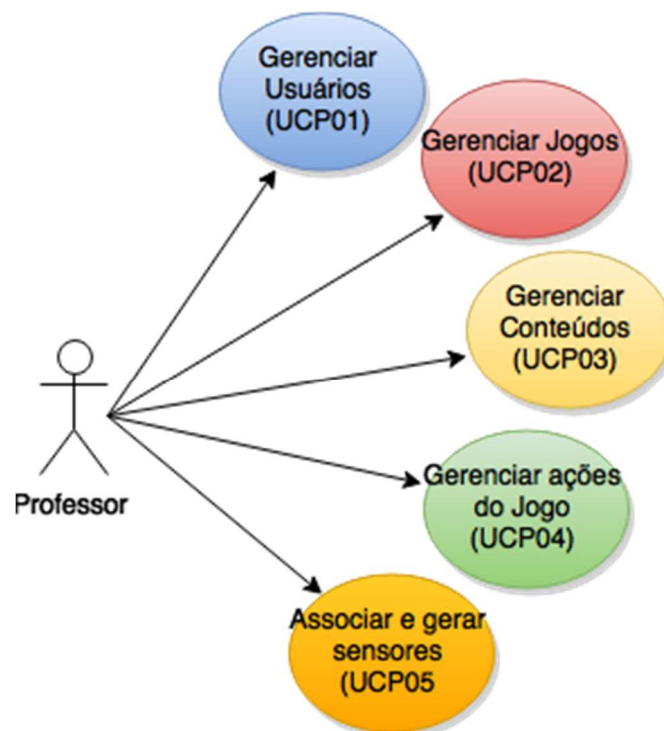 Gerenciar
Usuários
(UCP01)
Gerenciar Jogos
(UCP02)
Gerenciar
Conteúdos
(UCP03)
Professor
Gerenciar ações
do Jogo
(UCP04)
Associar e gerar
sensores
(UCP05